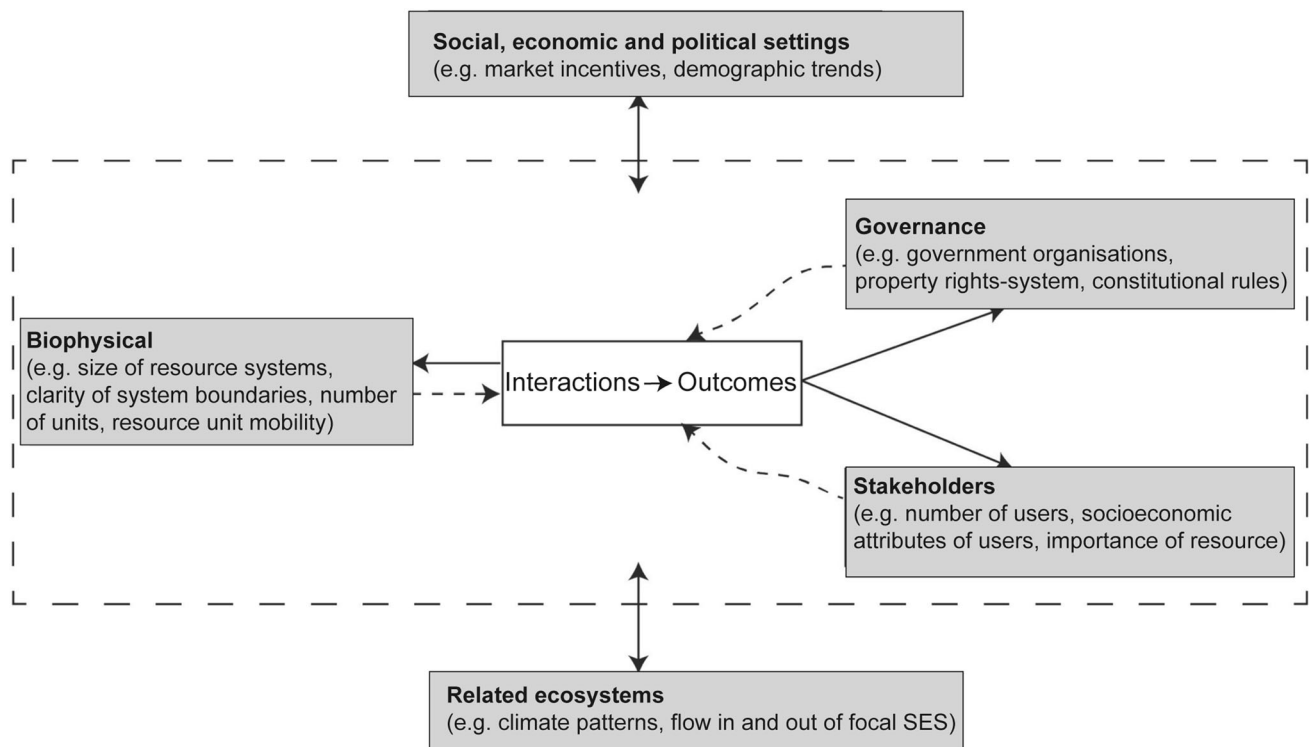 Social, economic and political settings
(e.g. market incentives, demographic trends)
Governance
(e.g. government organisations,
property rights-system, constitutional rules)
Biophysical
(e.g. size of resource systems,
clarity of system boundaries, number
of units, resource unit mobility)
Interactions → Outcomes
Stakeholders
(e.g. number of users, socioeconomic
attributes of users, importance of resource)
Related ecosystems
(e.g. climate patterns, flow in and out of focal SES)